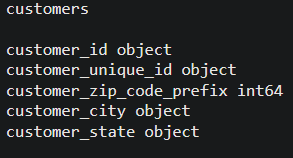 customers
customer_id object
customer_unique_id object
customer_zip_code_prefix int64
customer_city object
customer_state object